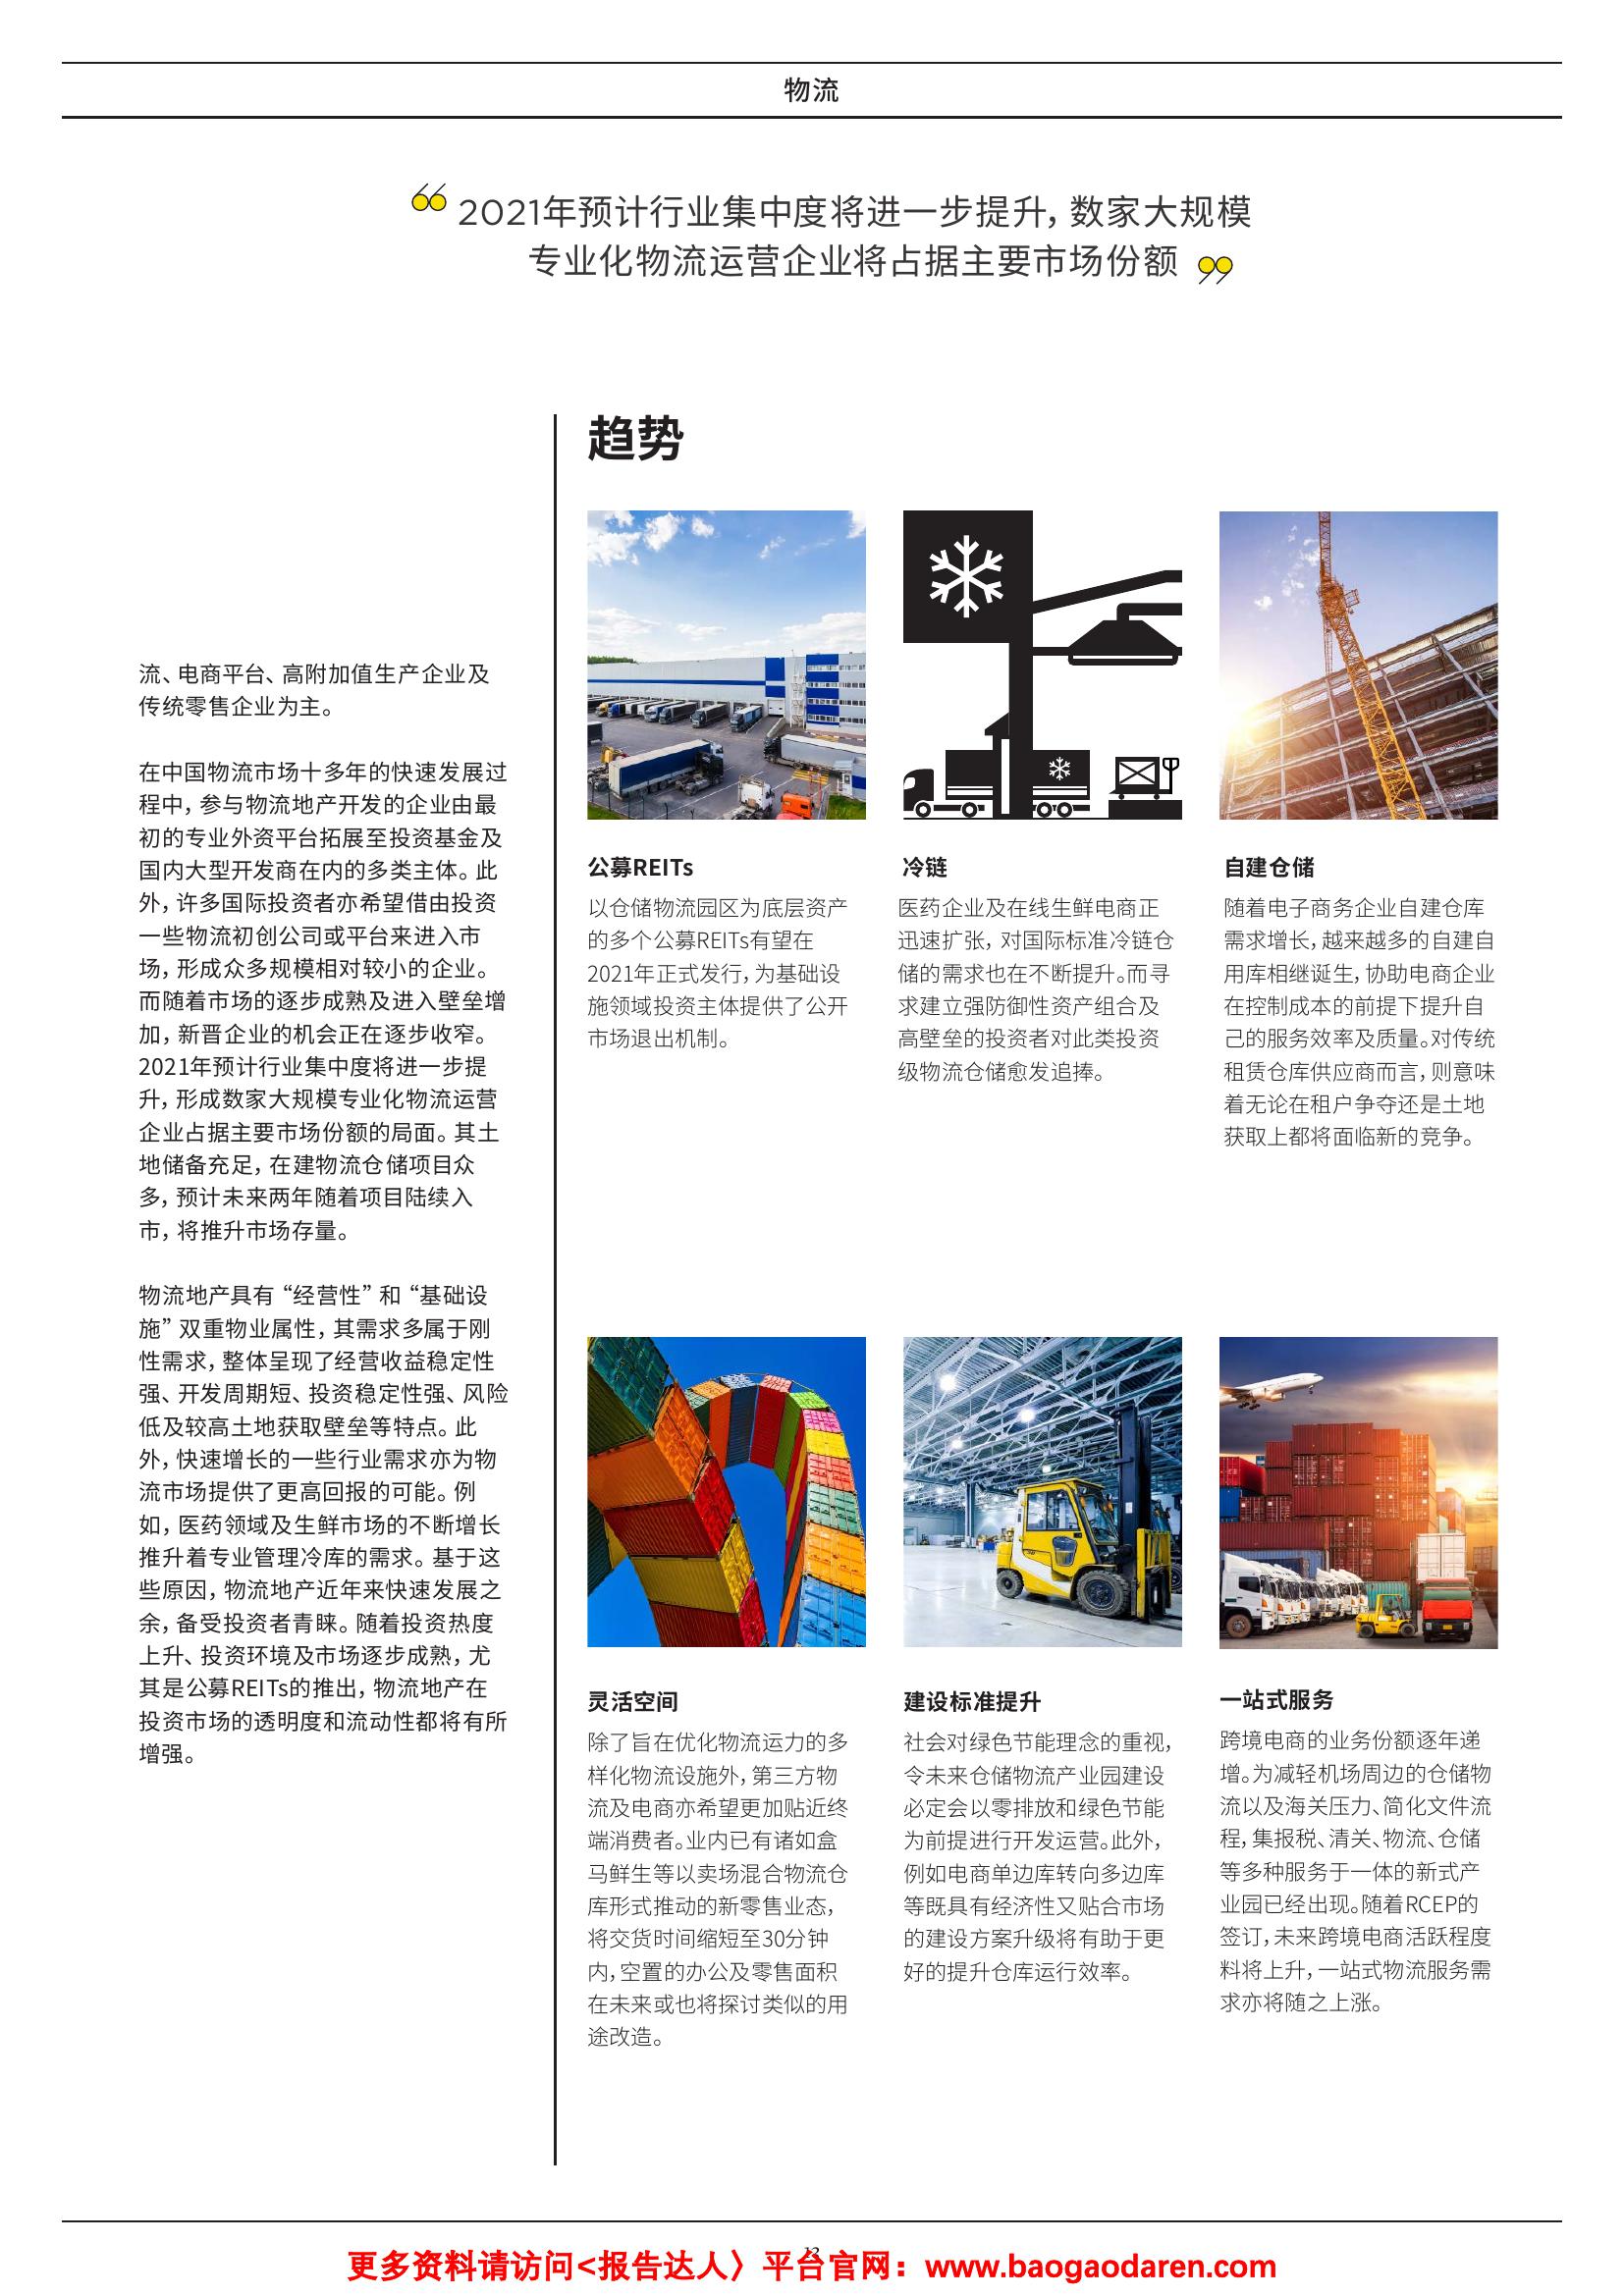 物流
2021年预计行业集中度将进一步提升，数家大规模
专业化物流运营企业将占据主要市场份额
流、电商平台、高附加值生产企业及
传统零售企业为主。
在中国物流市场十多年的快速发展过
程中，参与物流地产开发的企业由最
初的专业外资平台拓展至投资基金及
国内大型开发商在内的多类主体。此
外，许多国际投资者亦希望借由投资
一些物流初创公司或平台来进入市
场，形成众多规模相对较小的企业。
而随着市场的逐步成熟及进入壁垒增
加，新晋企业的机会正在逐步收窄。
2021年预计行业集中度将进一步提
升，形成数家大规模专业化物流运营
企业占据主要市场份额的局面。其土
地储备充足，在建物流仓储项目众
多，预计未来两年随着项目陆续入
市，将推升市场存量。
物流地产具有“经营性”和“基础设
施”双重物业属性，其需求多属于刚
性需求，整体呈现了经营收益稳定性
强、开发周期短、投资稳定性强、风险
低及较高土地获取壁垒等特点。此
外，快速增长的一些行业需求亦为物
流市场提供了更高回报的可能。例
如，医药领域及生鲜市场的不断增长
推升着专业管理冷库的需求。基于这
些原因，物流地产近年来快速发展之
余，备受投资者青睐。随着投资热度
上升、投资环境及市场逐步成熟，尤
其是公募REITs的推出，物流地产在
投资市场的透明度和流动性都将有所
增强。
趋势
公募REITs
以仓储物流园区为底层资产
的多个公募REITs有望在
2021年正式发行，为基础设
施领域投资主体提供了公开
市场退出机制。
冷链
医药企业及在线生鲜电商正
迅速扩张，对国际标准冷链仓
储的需求也在不断提升。而寻
求建立强防御性资产组合及
高壁垒的投资者对此类投资
级物流仓储愈发追捧。
自建仓储
随着电子商务企业自建仓库
需求增长，越来越多的自建自
用库相继诞生，协助电商企业
在控制成本的前提下提升自
己的服务效率及质量。对传统
租赁仓库供应商而言，则意味
着无论在租户争夺还是土地
获取上都将面临新的竞争。
灵活空间
除了旨在优化物流运力的多
样化物流设施外，第三方物
流及电商亦希望更加贴近终
端消费者。业内已有诸如盒
马鲜生等以卖场混合物流仓
库形式推动的新零售业态，
将交货时间缩短至30分钟
内，空置的办公及零售面积
在未来或也将探讨类似的用
途改造。
建设标准提升
社会对绿色节能理念的重视，
令未来仓储物流产业园建设
必定会以零排放和绿色节能
为前提进行开发运营。此外，
例如电商单边库转向多边库
等既具有经济性又贴合市场
的建设方案升级将有助于更
好的提升仓库运行效率。
一站式服务
跨境电商的业务份额逐年递
增。为减轻机场周边的仓储物
流以及海关压力、简化文件流
程，集报税、清关、物流、仓储
等多种服务于一体的新式产
业园已经出现。随着RCEP的
签订，未来跨境电商活跃程度
料将上升，一站式物流服务需
求亦将随之上涨。
更多资料请访问<报告达人〉平台官网：www.baogaodaren.com